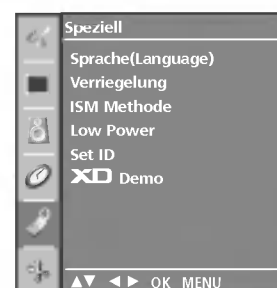 Speziell
Sprache(Language)
Verriegelung
ISM Methode
Low Power
Set ID
XD Demo
▲▼ ◄► OK MENU